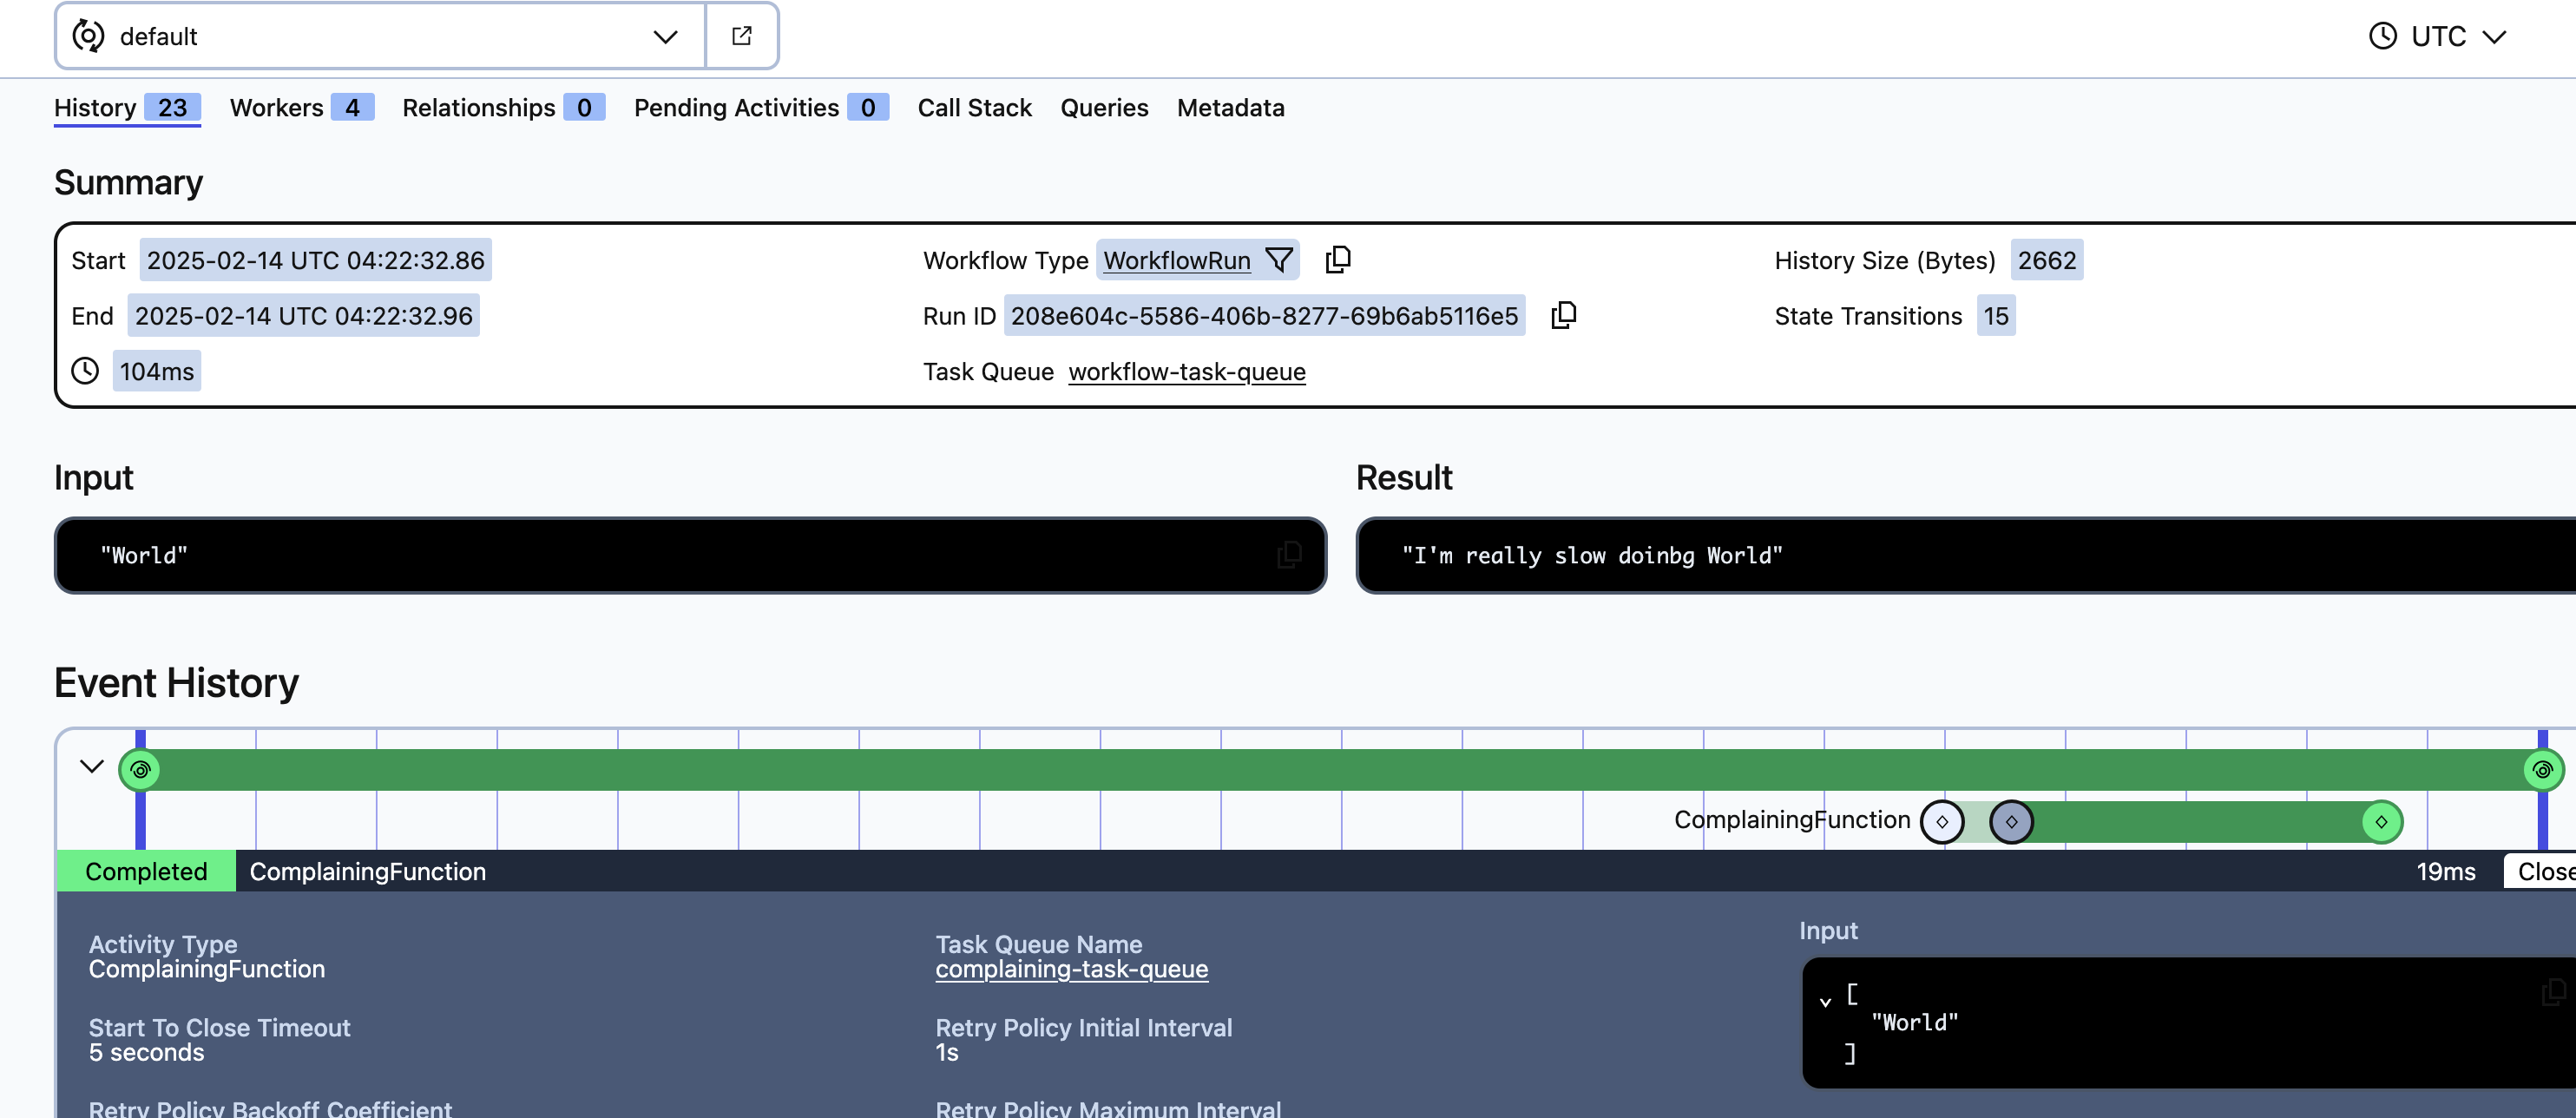 default
UTC
History 23 Workers 4 Relationships 0 Pending Activities 0 Call Stack Queries Metadata
Summary
Start 2025-02-14 UTC 04:22:32.86
Workflow Type WorkflowRun
History Size (Bytes) 2662
End 2025-02-14 UTC 04:22:32.96
Run ID 208e604c-5586-406b-8277-69b6ab5116e5
State Transitions 15
104ms
Task Queue workflow-task-queue
Input
Result
"World"
"I'm really slow doinbg World"
Event History
ComplainingFunction
Completed ComplainingFunction 19ms Close
Activity Type
ComplainingFunction
Task Queue Name
complaining-task-queue
Input
[
"World"
]
Start To Close Timeout
5 seconds
Retry Policy Initial Interval
1s
Retry Policy Backoff Coefficient
Retry Policy Maximum Interval